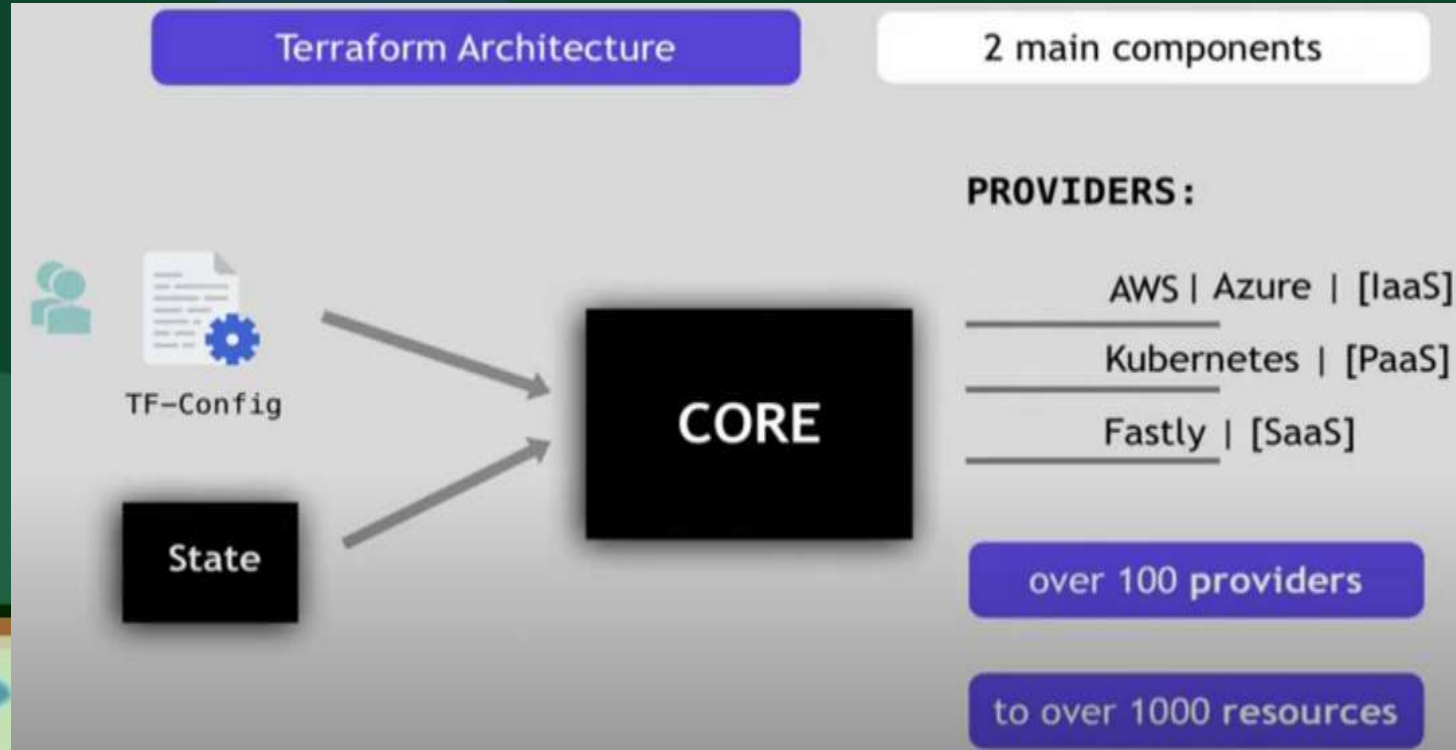 Terraform Architecture
2 main components
PROVIDERS:
AWS | Azure | [IaaS]
Kubernetes | [PaaS]
Fastly | [SaaS]
TF-Config
CORE
State
over 100 providers
to over 1000 resources